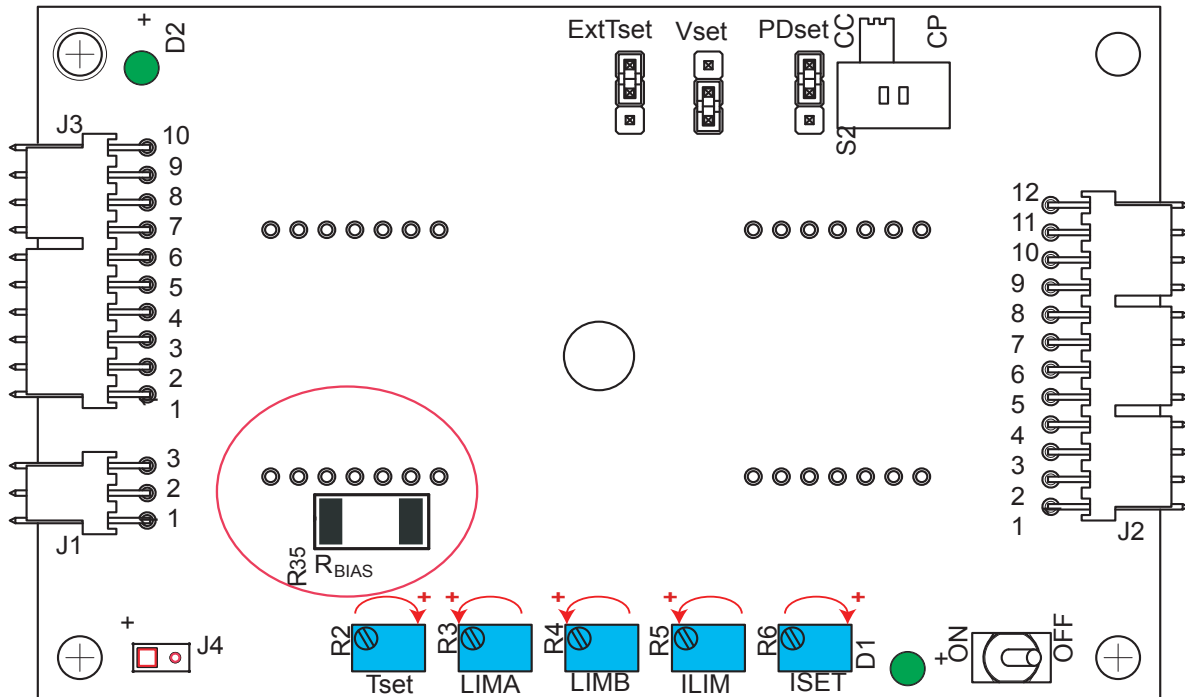 +
D2
ExtTset
Vset
PDset
CC
CP
S2
J3
10
9
8
7
6
5
4
3
2
1
3
2
1
J1
12
11
10
9
8
7
6
5
4
3
2
1
J2
R35
RBIAS
+
J4
R2
+
Tset
R3
+
LIMA
R4
+
LIMB
R5
+
ILIM
R6
+
ISET
D1
+
ON
OFF